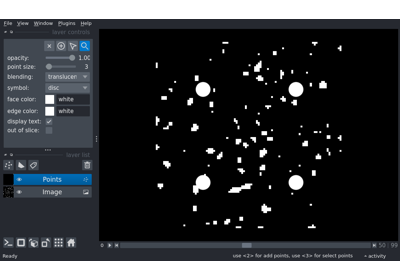 File View Window Plugins Help
layer controls
opacity: 1.00
point size: 3
blending: translucen
symbol: disc
face color: white
edge color: white
display text:
out of slice:
layer list
Points
Image
50 99
Ready use <2> for add points, use <3> for select points activity